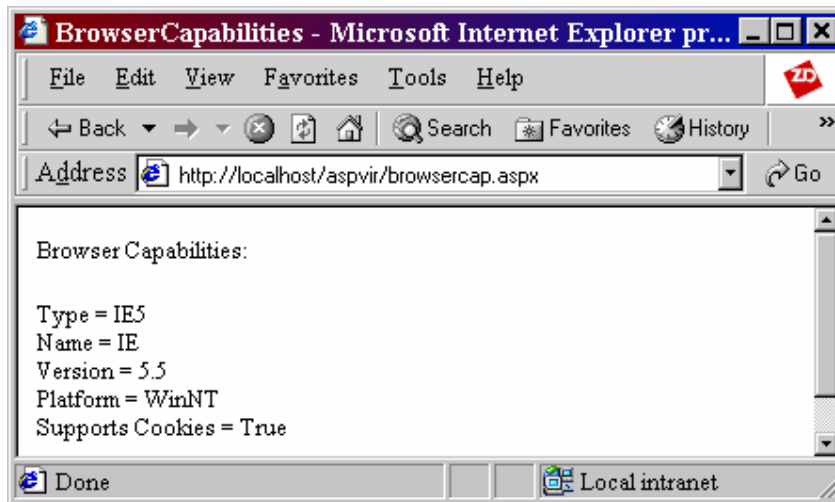 BrowserCapabilities - Microsoft Internet Explorer pr...
File Edit View Favorites Tools Help
ZD
Back Search Favorites History »
Address http://localhost/aspvir/browsercap.aspx Go
Browser Capabilities:
Type = IE5
Name = IE
Version = 5.5
Platform = WinNT
Supports Cookies = True
Done Local intranet